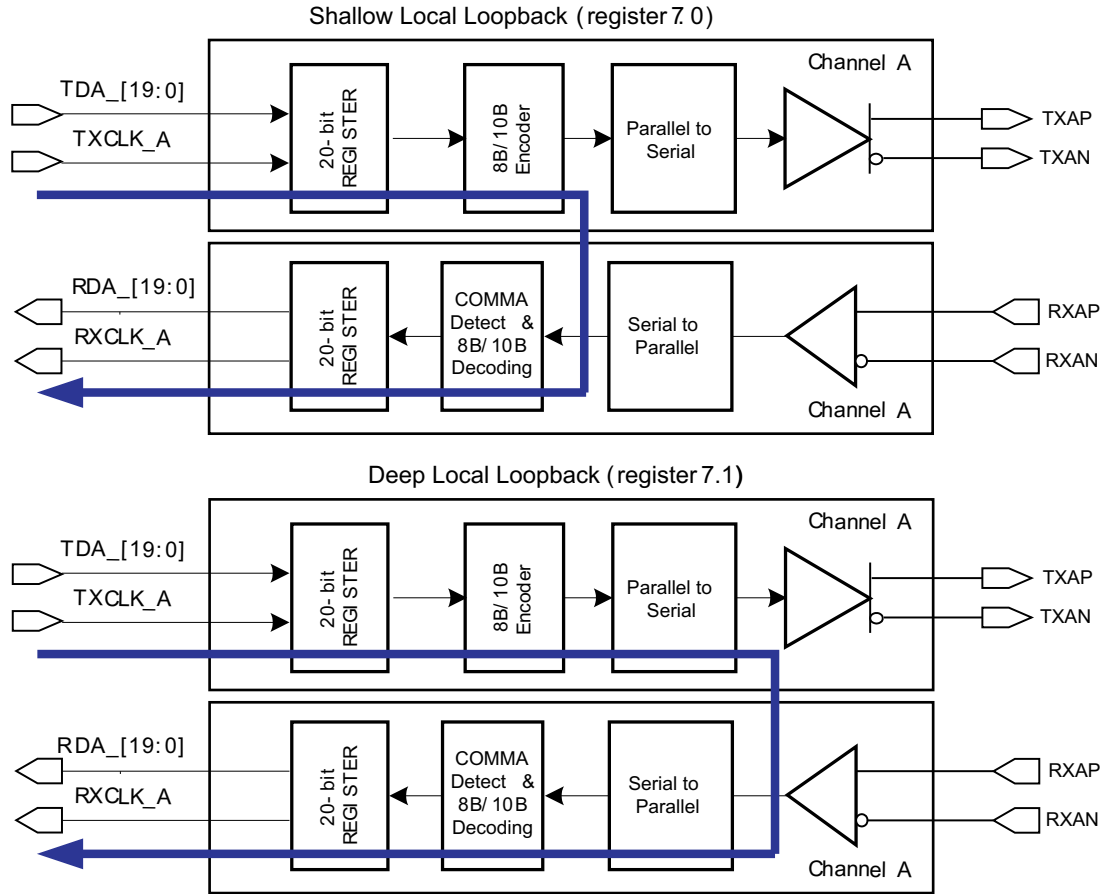 Shallow Local Loopback (register 7.0)
Channel A
TDA_[19:0]
TXCLK_A
20-bit
REGISTER
8B/10B
Encoder
Parallel to
Serial
TXAP
TXAN
RDA_[19:0]
RXCLK_A
20-bit
REGISTER
COMMA
Detect &
8B/10B
Decoding
Serial to
Parallel
RXAP
RXAN
Channel A
Deep Local Loopback (register 7.1)
Channel A
TDA_[19:0]
TXCLK_A
20-bit
REGISTER
8B/10B
Encoder
Parallel to
Serial
TXAP
TXAN
RDA_[19:0]
RXCLK_A
20-bit
REGISTER
COMMA
Detect &
8B/10B
Decoding
Serial to
Parallel
RXAP
RXAN
Channel A